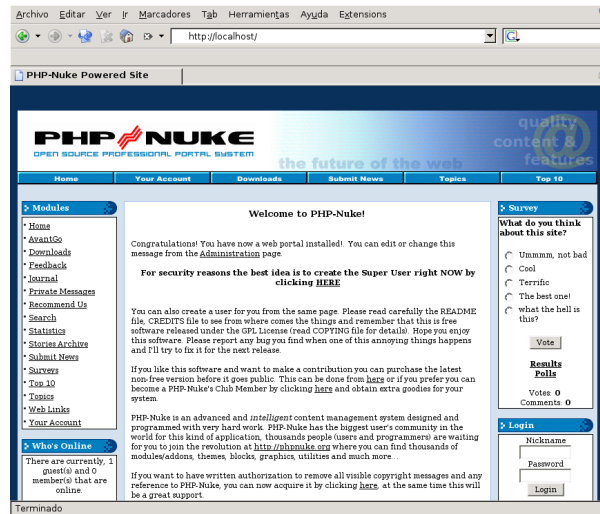 Archivo Editar Ver Ir Marcadores Tab Herramientas Ayuda Extensions
http://localhost/
G
PHP-Nuke Powered Site
PHP NUKE
OPEN SOURCE PROFESSIONAL PORTAL SYSTEM
the future of the web
quality
content &
features
Home Your Account Downloads Submit News Topics Top 10
Modules
Home
AvantGo
Downloads
Feedback
Journal
Private Messages
Recommend Us
Search
Statistics
Stories Archive
Submit News
Surveys
Top 10
Topics
Web Links
Your Account
Who's Online
There are currently, 1
guest(s) and 0
member(s) that are
online.
Welcome to PHP-Nuke!
Congratulations! You have now a web portal installed!. You can edit or change this
message from the Administration page.
For security reasons the best idea is to create the Super User right NOW by
clicking HERE
You can also create a user for you from the same page. Please read carefully the README
file, CREDITS file to see from where comes the things and remember that this is free
software released under the GPL License (read COPYING file for details). Hope you enjoy
this software. Please report any bug you find when one of this annoying things happens
and I'll try to fix it for the next release.
If you like this software and want to make a contribution you can purchase the latest
non-free version before it goes public. This can be done from here or if you prefer you can
become a PHP-Nuke's Club Member by clicking here and obtain extra goodies for your
system.
PHP-Nuke is an advanced and intelligent content management system designed and
programmed with very hard work. PHP-Nuke has the biggest user's community in the
world for this kind of application, thousands people (users and programmers) are waiting
for you to join the revolution at http://phpnuke.org where you can find thousands of
modules/addons, themes, blocks, graphics, utilities and much more...
If you want to have written authorization to remove all visible copyright messages and any
reference to PHP-Nuke, you can now acquire it by clicking here, at the same time this will
be a great support.
Survey
What do you think
about this site?
Ummmm, not bad
Cool
Terrific
The best one!
what the hell is
this?
Vote
Results
Polls
Votes: 0
Comments: 0
Login
Nickname
Password
Login
Terminado